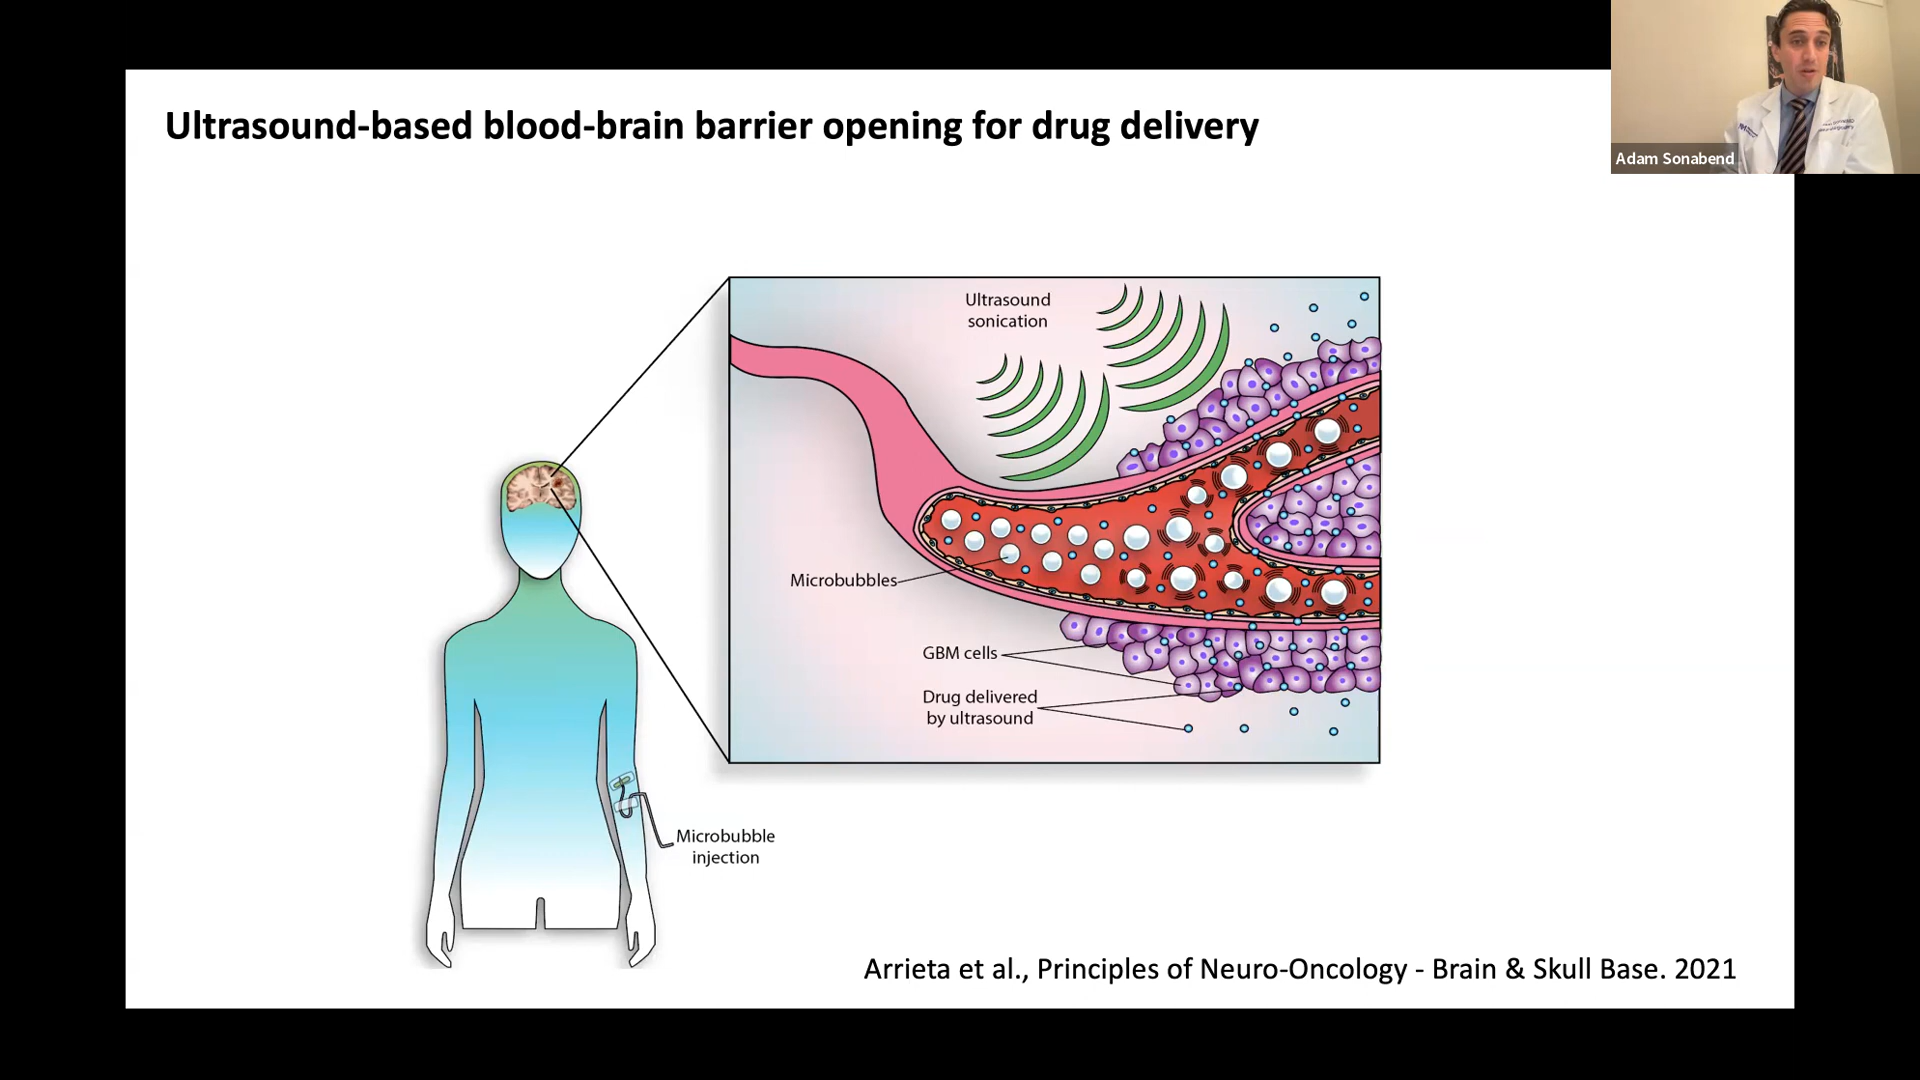 Ultrasound-based blood-brain barrier opening for drug delivery
Adam Sonabend
Ultrasound
sonication
Microbubbles
GBM cells
Drug delivered
by ultrasound
Microbubble
injection
Arrieta et al., Principles of Neuro-Oncology - Brain & Skull Base. 2021